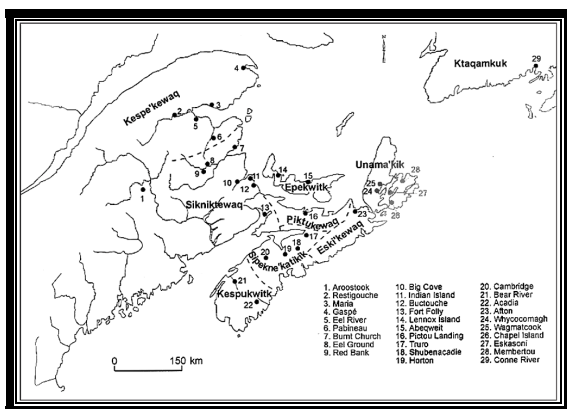 29
Ktaqamkuk
4
Kespe'kewaq
3
2
5
6
7
8
9
1
10
11
12
14
15
Epekwitk
Unama'kik
26
25
24
27
28
28
Sikniktewaq
13
16
Piktukewaq
23
17
18
19
20
Sipekne'katikik
Eski'kewaq
21
Kespukwitk
22
0 150 km
1. Aroostook
2. Restigouche
3. Maria
4. Gaspé
5. Eel River
6. Pabineau
7. Burnt Church
8. Eel Ground
9. Red Bank
10. Big Cove
11. Indian Island
12. Buctouche
13. Fort Folly
14. Lennox Island
15. Abeqweit
16. Pictou Landing
17. Truro
18. Shubenacadie
19. Horton
20. Cambridge
21. Bear River
22. Acadia
23. Afton
24. Whycocomagh
25. Wagmatcook
26. Chapel Island
27. Eskasoni
28. Membertou
29. Conne River